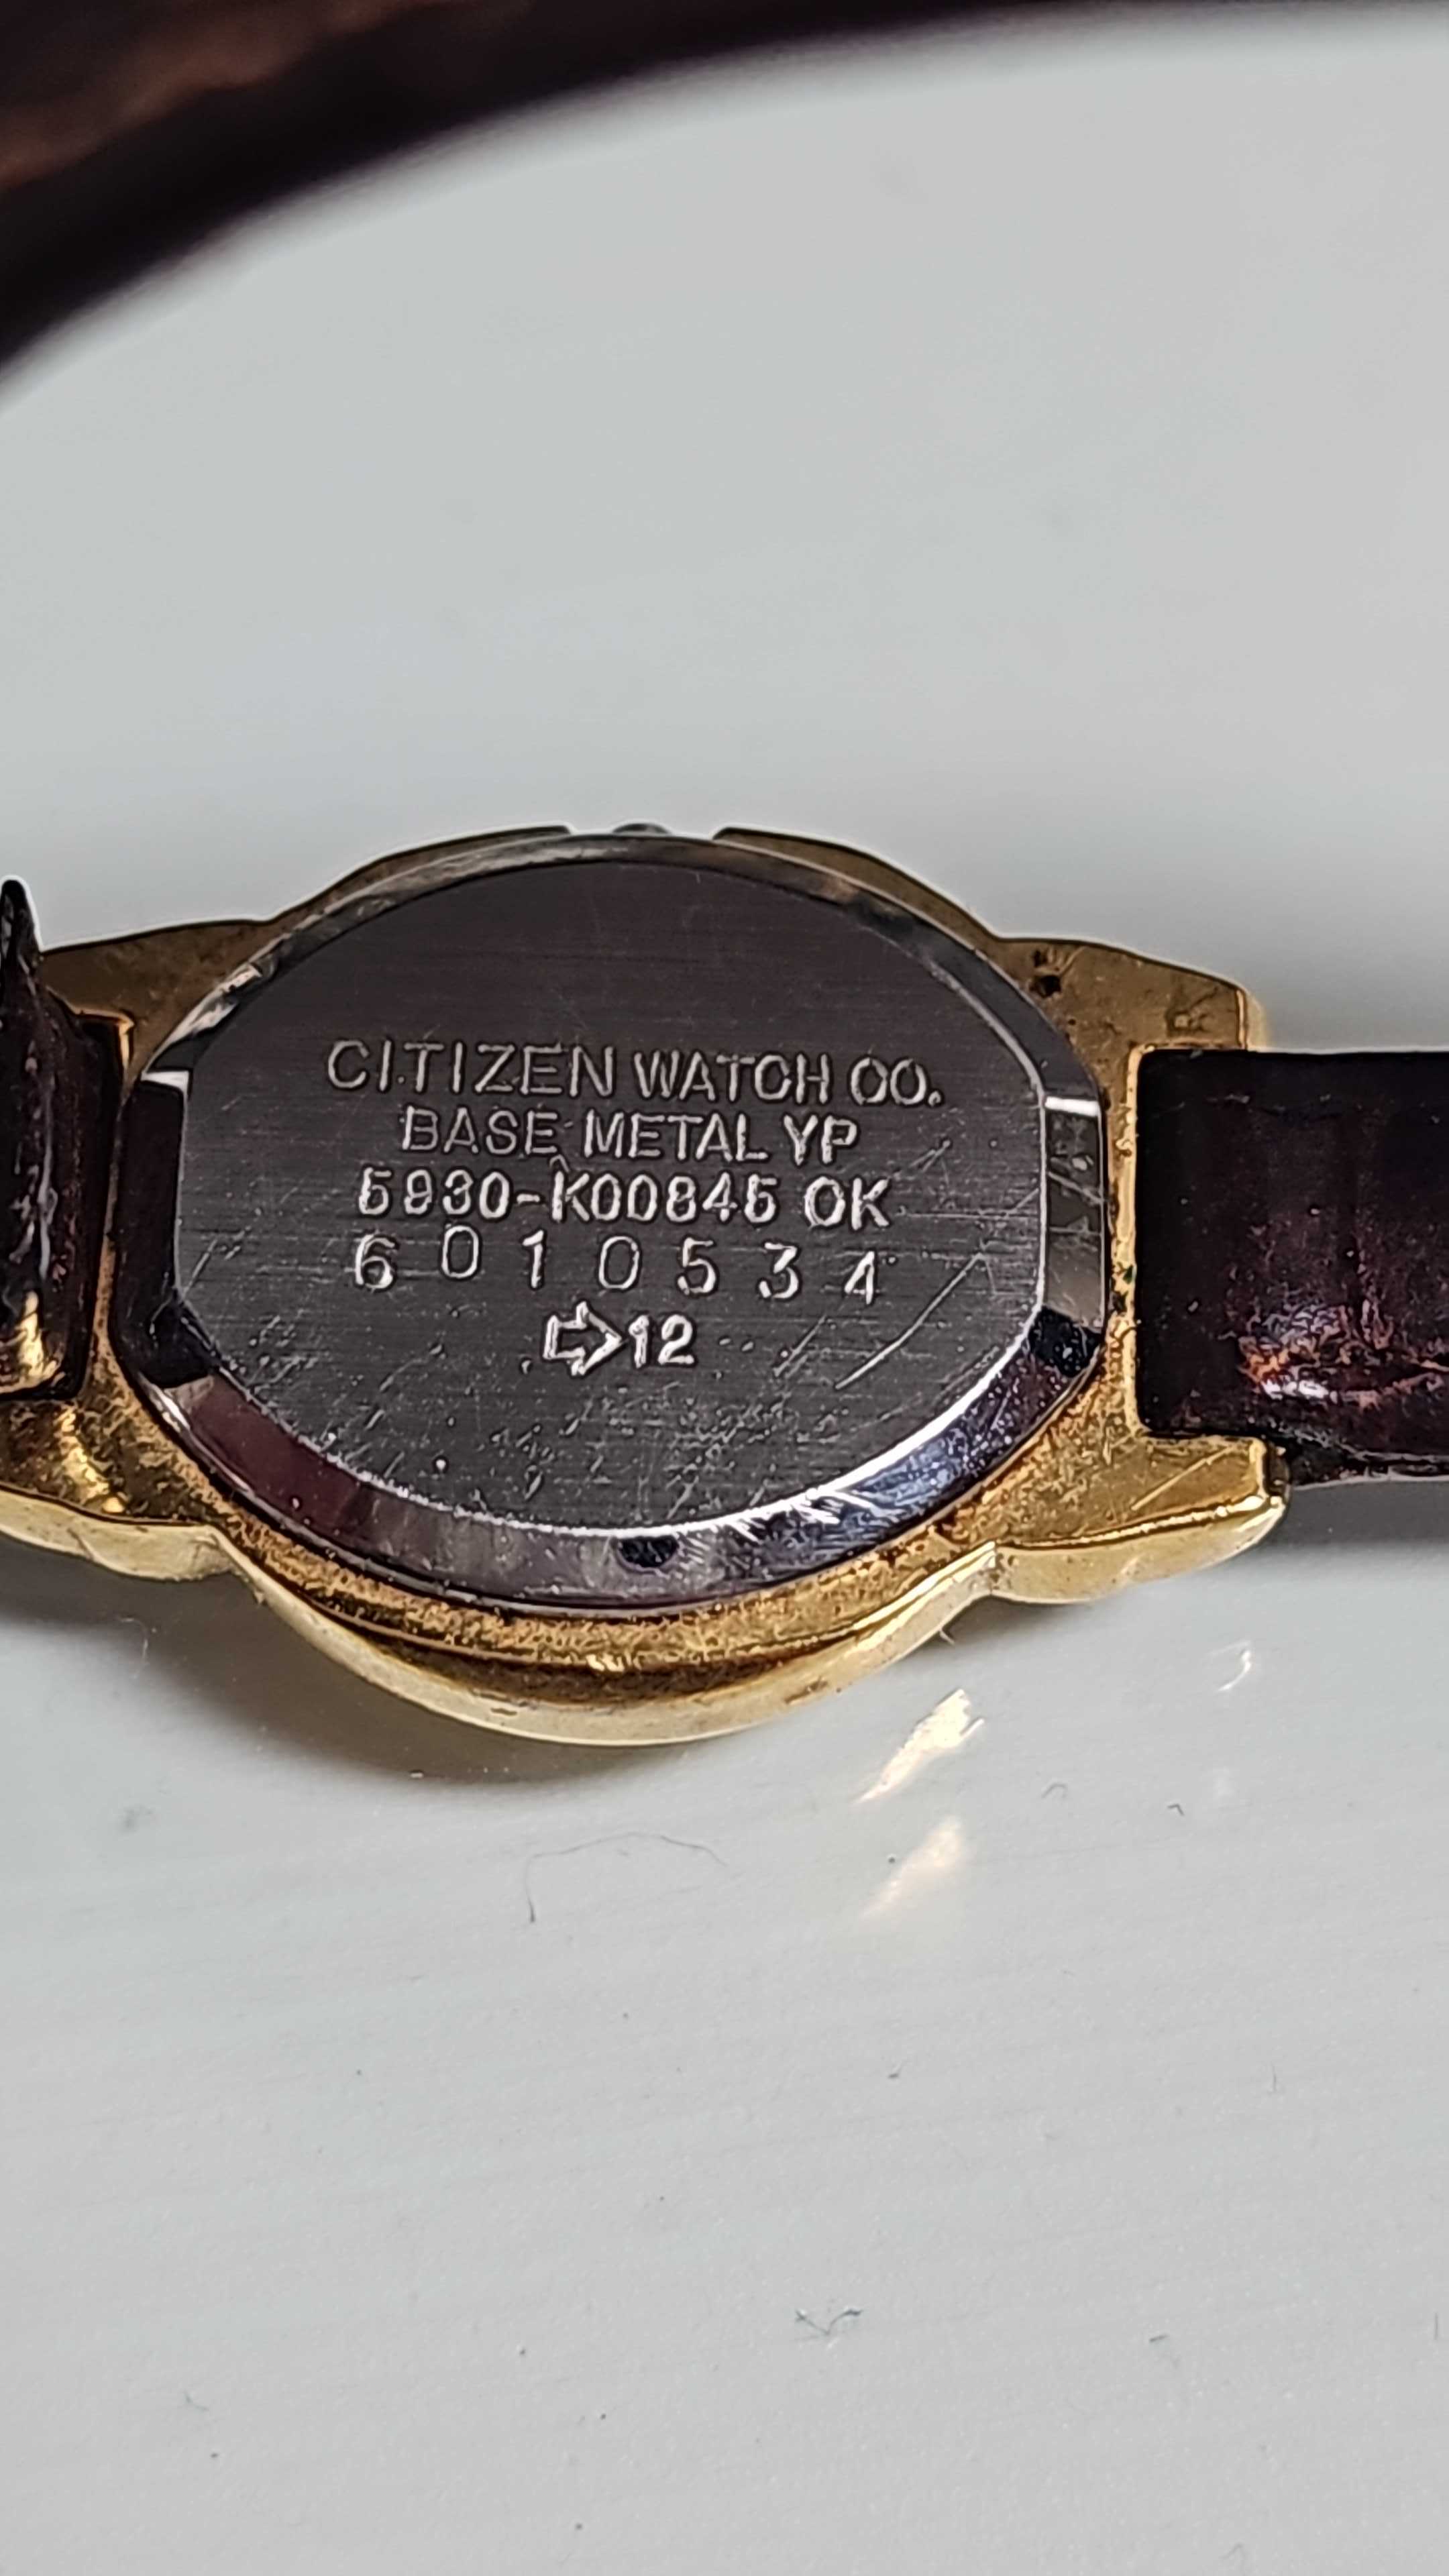 CITIZEN WATCH CO.
BASE METAL YP
5930-K00845 OK
6010534
⇨12